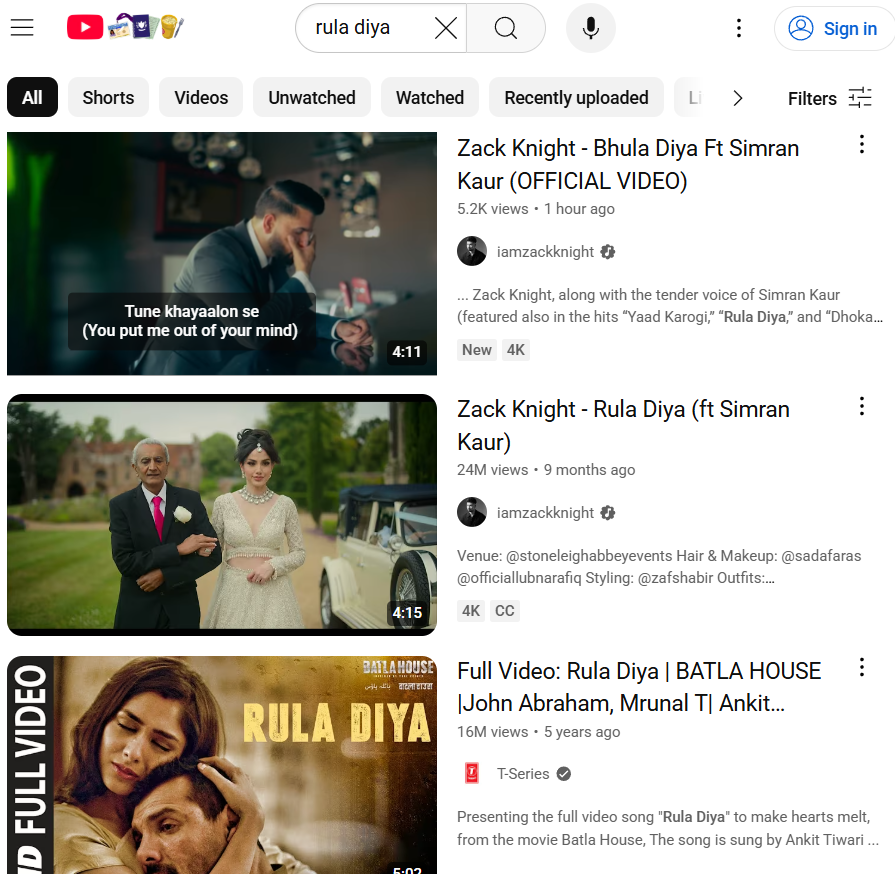 rula diya
Sign in
All
Shorts
Videos
Unwatched
Watched
Recently uploaded
Li
Filters
Tune khayaalon se
(You put me out of your mind)
4:11
Zack Knight - Bhula Diya Ft Simran
Kaur (OFFICIAL VIDEO)
5.2K views • 1 hour ago
iamzackknight
... Zack Knight, along with the tender voice of Simran Kaur
(featured also in the hits “Yaad Karogi,” “Rula Diya,” and “Dhoka...
New
4K
4:15
Zack Knight - Rula Diya (ft Simran
Kaur)
24M views • 9 months ago
iamzackknight
Venue: @stoneleighabbeyevents Hair & Makeup: @sadafaras
@officiallubnarafiq Styling: @zafshabir Outfits:...
4K
CC
FULL VIDEO
BATLA HOUSE
RULA DIYA
5:02
Full Video: Rula Diya | BATLA HOUSE
|John Abraham, Mrunal T| Ankit...
16M views • 5 years ago
T-Series
Presenting the full video song "Rula Diya" to make hearts melt,
from the movie Batla House, The song is sung by Ankit Tiwari ...